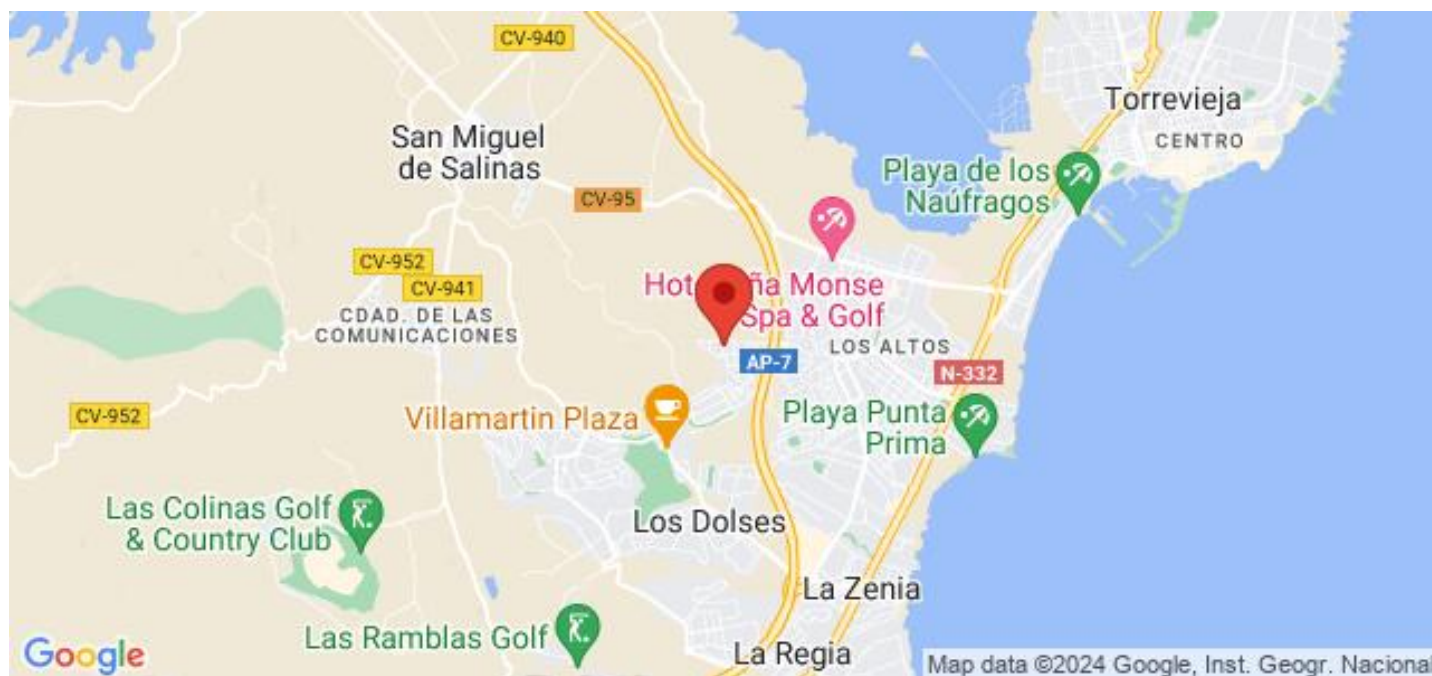 CV-940
Torrevieja
CENTRO
San Miguel
de Salinas
Playa de los
Naúfragos
CV-95
CV-952
CV-941
Hot ña Monse
Spa & Golf
CDAD. DE LAS
COMUNICACIONES
LOS ALTOS
AP-7
N-332
CV-952
Villamartin Plaza
Playa Punta
Prima
Las Colinas Golf
& Country Club
Los Dolses
La Zenia
Las Ramblas Golf
La Regia
Google
Map data ©2024 Google, Inst. Geogr. Nacional